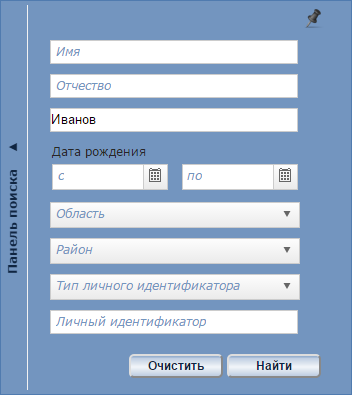 Панель поиска ▲
Имя
Отчество
Иванов
Дата рождения
с по
Область
Район
Тип личного идентификатора
Личный идентификатор
Очистить Найти